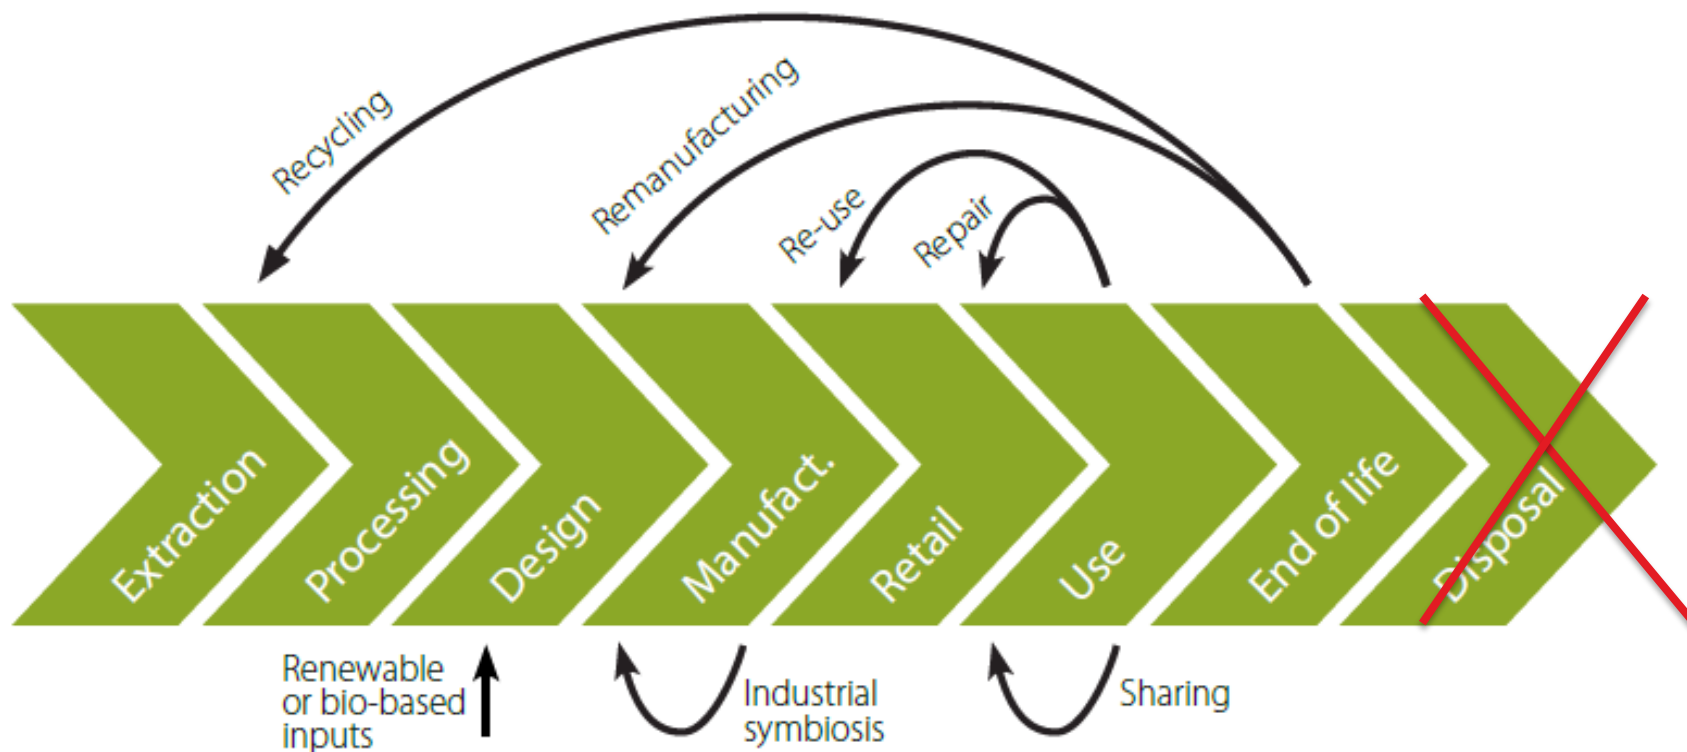 Recycling
Remanufacturing
Re-use
Repair
Extraction
Processing
Design
Manufact.
Retail
Use
End of life
Disposal
Renewable
or bio-based
inputs
Industrial
symbiosis
Sharing